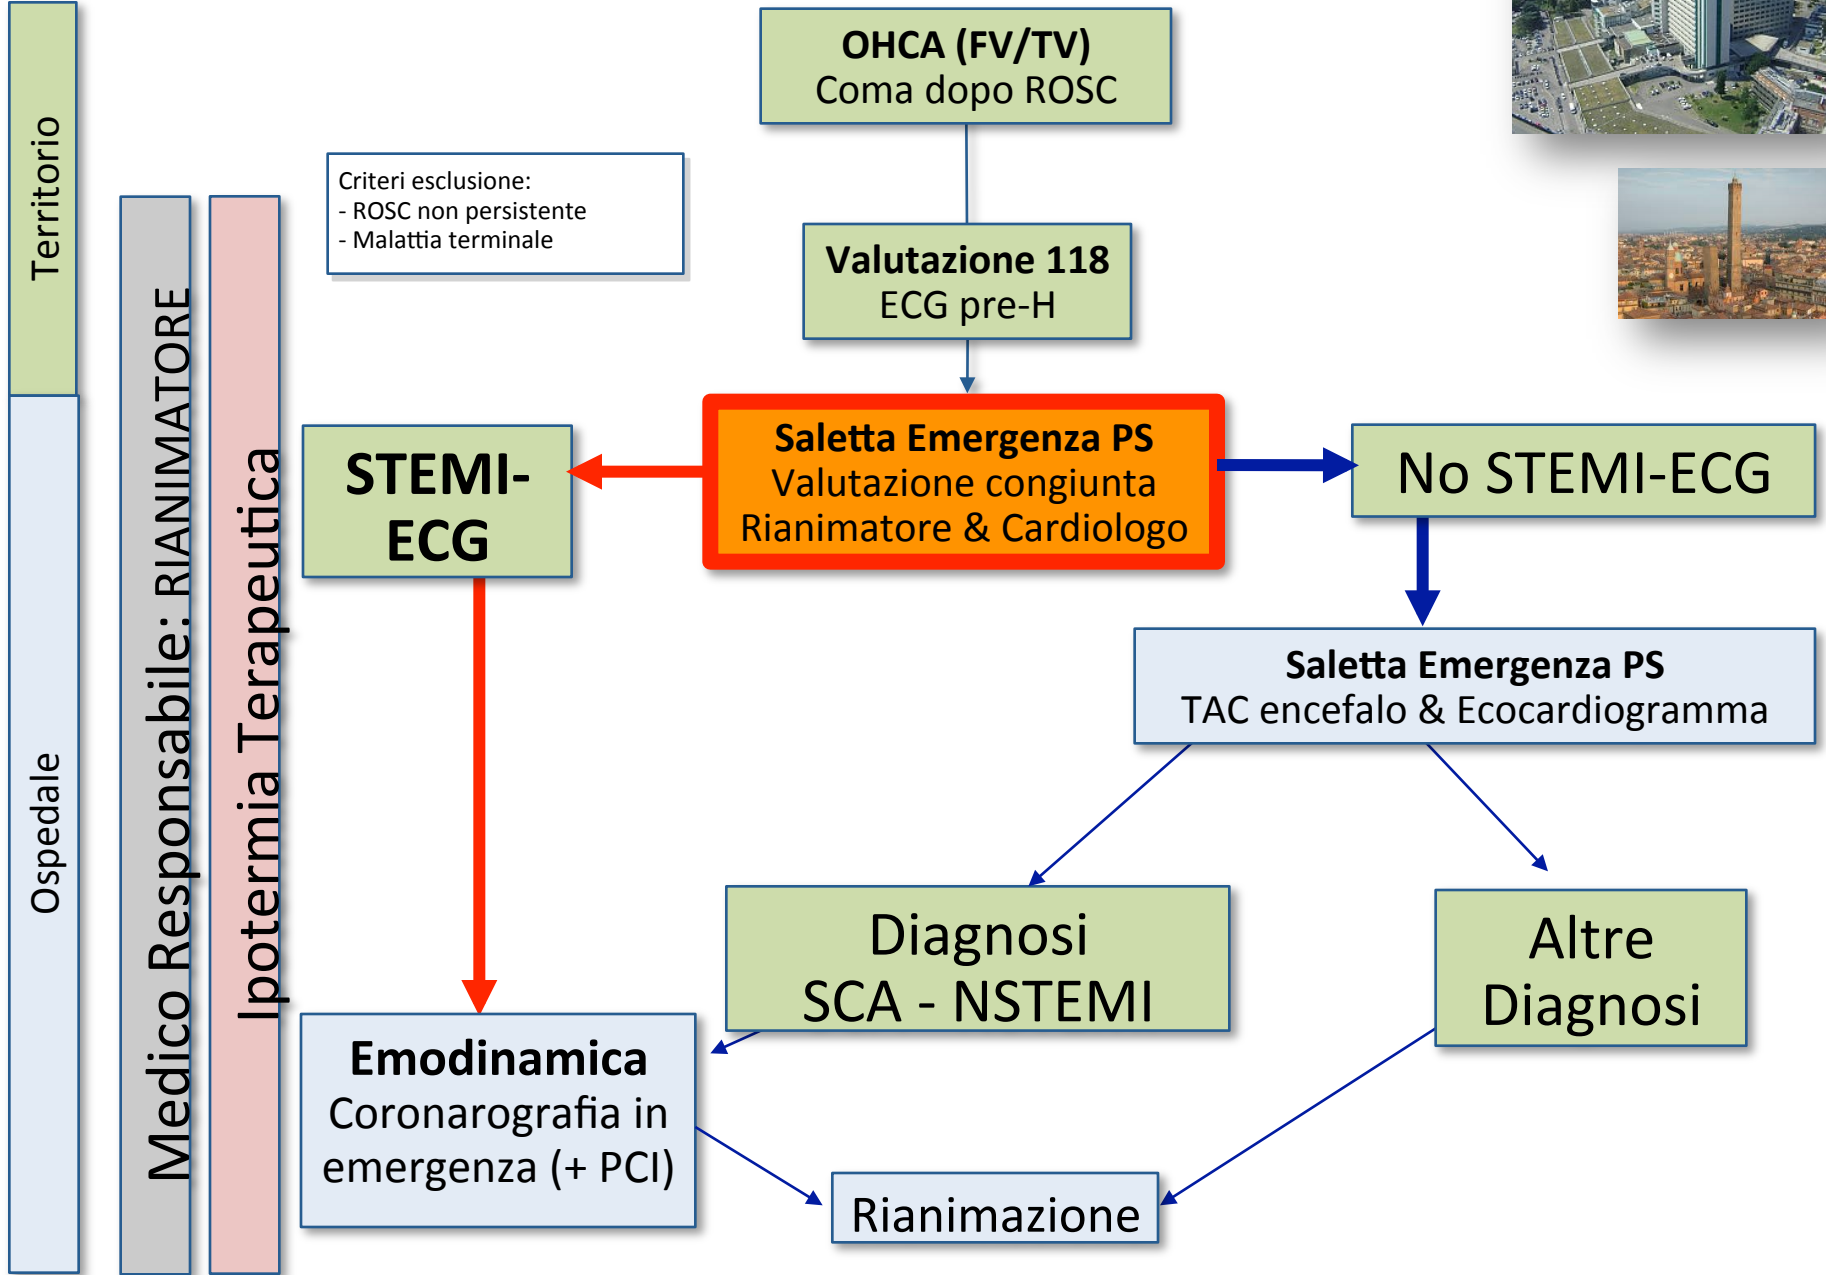 OHCA (FV/TV)
Coma dopo ROSC
Territorio
Criteri esclusione:
- ROSC non persistente
- Malattia terminale
Valutazione 118
ECG pre-H
Medico Responsabile: RIANIMATORE
Ipotermia Terapeutica
Saletta Emergenza PS
Valutazione congiunta
Rianimatore & Cardiologo
STEMI-
ECG
No STEMI-ECG
Saletta Emergenza PS
TAC encefalo & Ecocardiogramma
Ospedale
Diagnosi
SCA - NSTEMI
Altre
Diagnosi
Emodinamica
Coronarografia in
emergenza (+ PCI)
Rianimazione